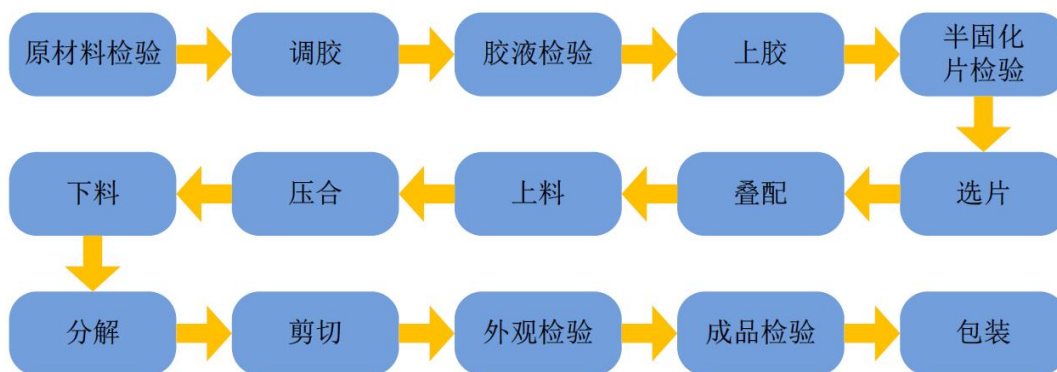 原材料检验
调胶
胶液检验
上胶
半固化
片检验
选片
叠配
上料
压合
下料
分解
剪切
外观检验
成品检验
包装